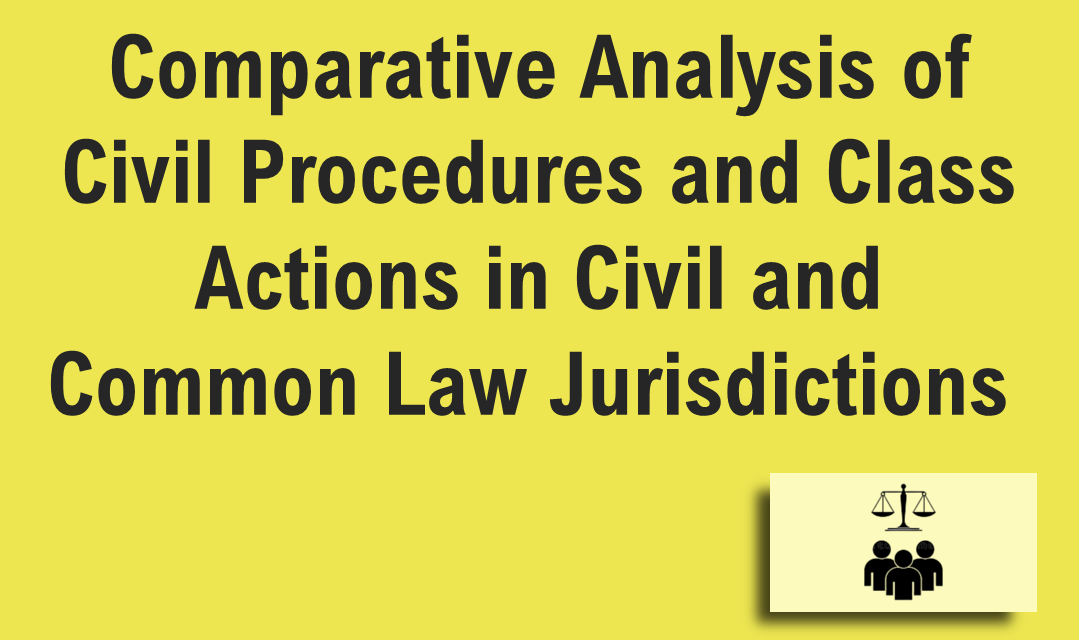 Comparative Analysis of
Civil Procedures and Class
Actions in Civil and
Common Law Jurisdictions